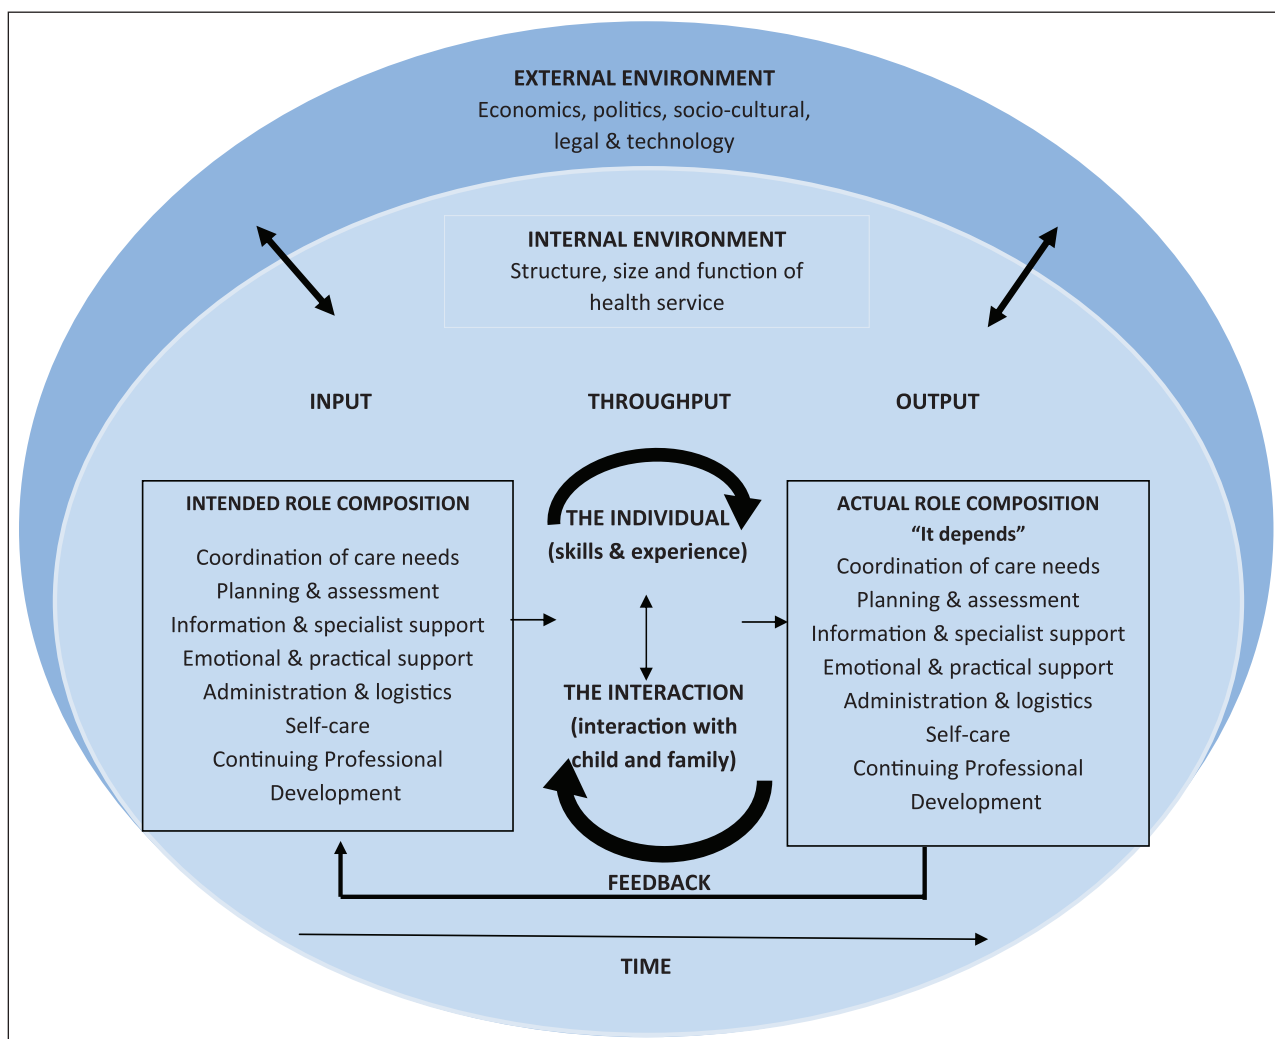 EXTERNAL ENVIRONMENT
Economics, politics, socio-cultural,
legal & technology
INTERNAL ENVIRONMENT
Structure, size and function of
health service
INPUT
THROUGHPUT
OUTPUT
INTENDED ROLE COMPOSITION
Coordination of care needs
Planning & assessment
Information & specialist support
Emotional & practical support
Administration & logistics
Self-care
Continuing Professional
Development
THE INDIVIDUAL
(skills & experience)
THE INTERACTION
(interaction with
child and family)
ACTUAL ROLE COMPOSITION
“It depends”
Coordination of care needs
Planning & assessment
Information & specialist support
Emotional & practical support
Administration & logistics
Self-care
Continuing Professional
Development
FEEDBACK
TIME